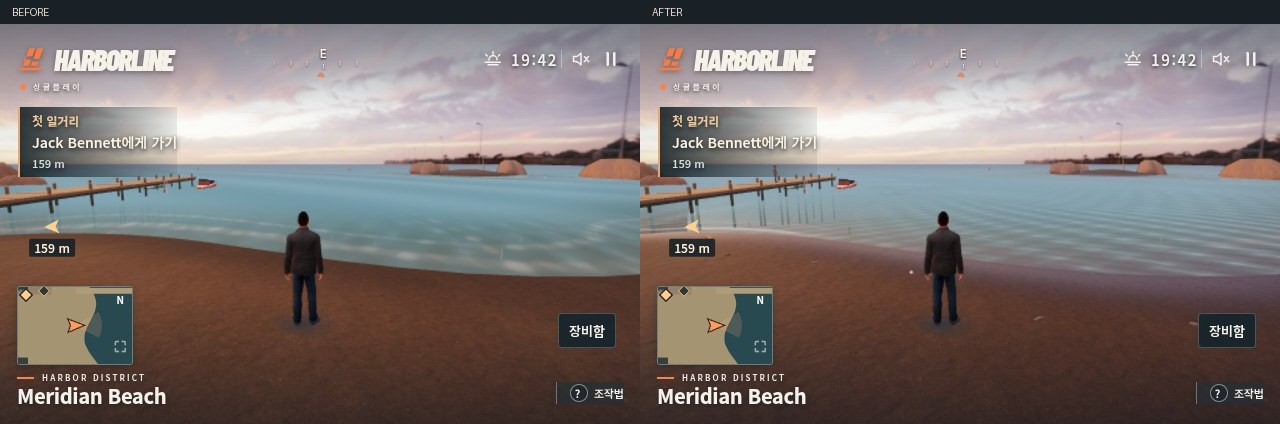 BEFORE
HARBORLINE
싱글플레이
E
19:42
첫 일거리
Jack Bennett에게 가기
159 m
159 m
N
장비함
HARBOR DISTRICT
Meridian Beach
? 조작법
AFTER
HARBORLINE
싱글플레이
E
19:42
첫 일거리
Jack Bennett에게 가기
159 m
159 m
N
장비함
HARBOR DISTRICT
Meridian Beach
? 조작법